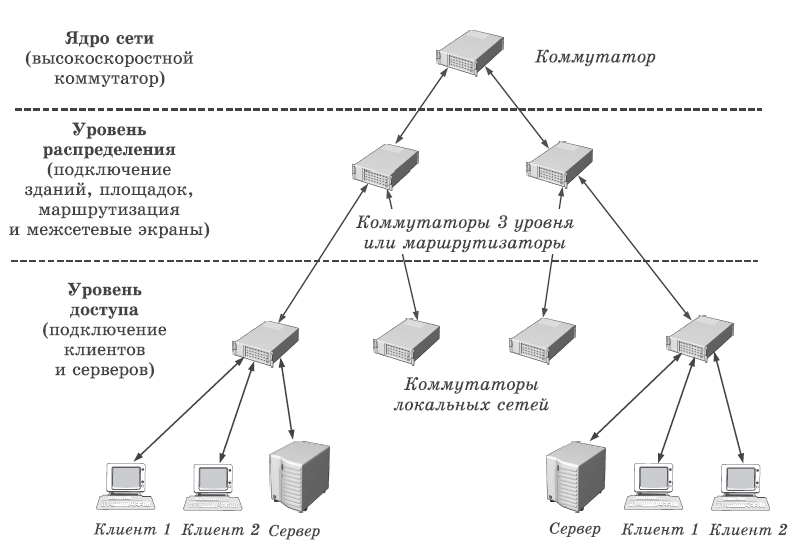 Ядро сети
(высокоскоростной
коммутатор)
Коммутатор
Уровень
распределения
(подключение
зданий, площадок,
маршрутизация
и межсетевые экраны)
Коммутаторы 3 уровня
или маршрутизаторы
Уровень
доступа
(подключение
клиентов
и серверов)
Коммутаторы
локальных сетей
Клиент 1 Клиент 2 Сервер
Сервер Клиент 1 Клиент 2